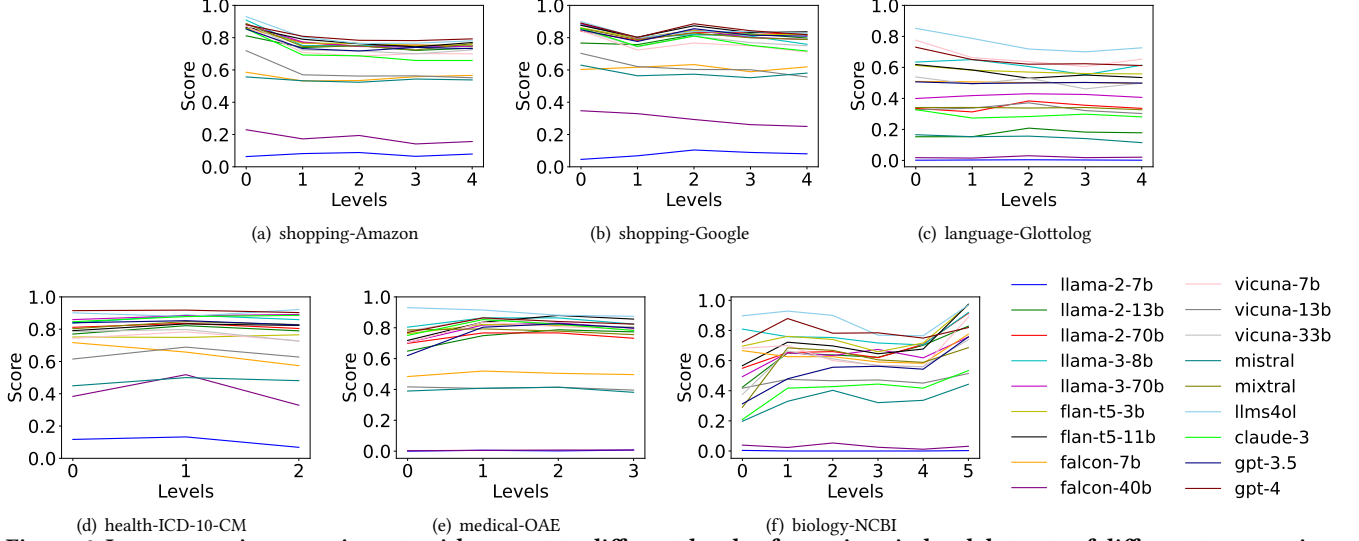 1.0
0.8
0.6
0.4
0.2
0.0
Score
0 1 2 3 4
Levels
(a) shopping-Amazon
1.0
0.8
0.6
0.4
0.2
0.0
Score
0 1 2 3 4
Levels
(b) shopping-Google
1.0
0.8
0.6
0.4
0.2
0.0
Score
0 1 2 3 4
Levels
(c) language-Glottolog
1.0
0.8
0.6
0.4
0.2
0.0
Score
0 1 2
Levels
(d) health-ICD-10-CM
1.0
0.8
0.6
0.4
0.2
0.0
Score
0 1 2 3
Levels
(e) medical-OAE
1.0
0.8
0.6
0.4
0.2
0.0
Score
0 1 2 3 4 5
Levels
(f) biology-NCBI
llama-2-7b
llama-2-13b
llama-2-70b
llama-3-8b
llama-3-70b
flan-t5-3b
flan-t5-11b
falcon-7b
falcon-40b
vicuna-7b
vicuna-13b
vicuna-33b
mistral
mixtral
llms4ol
claude-3
gpt-3.5
gpt-4